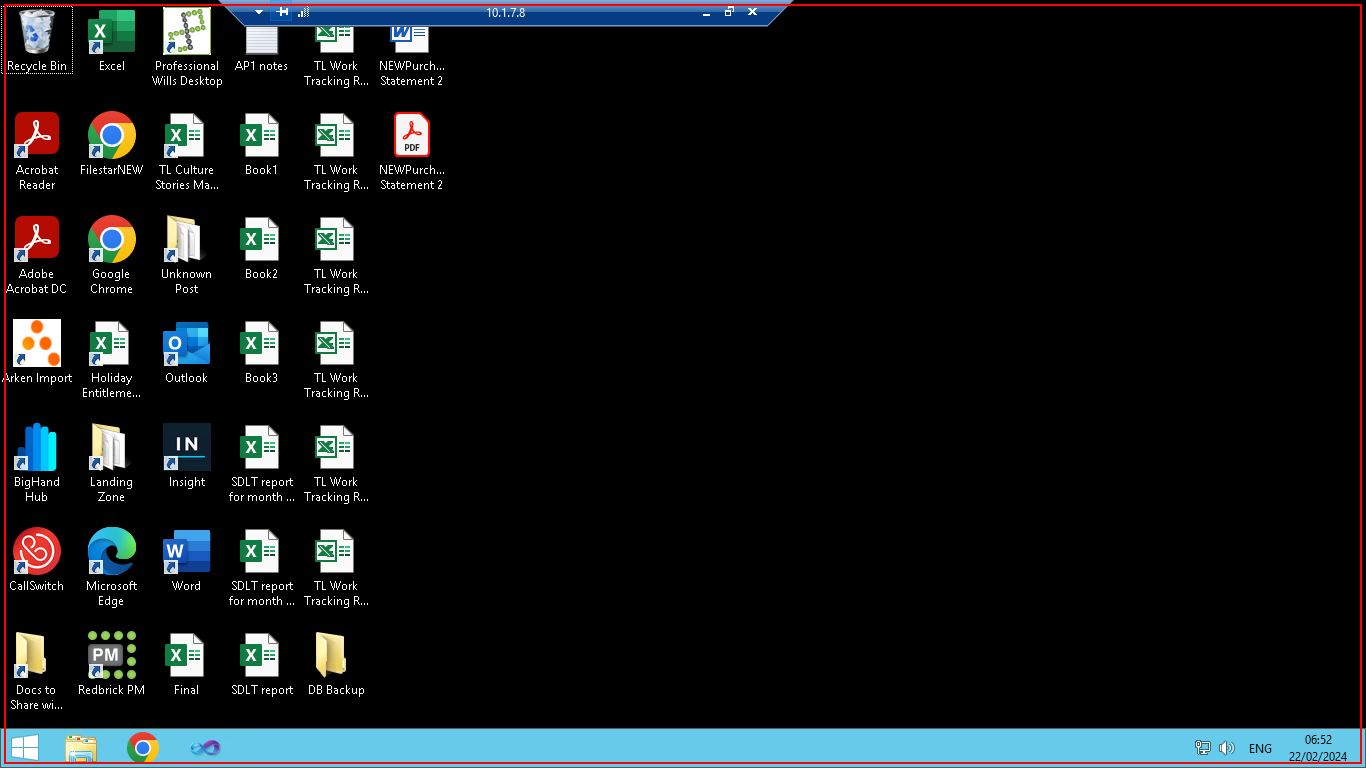 10.1.7.8
Recycle Bin
Excel
Professional
Wills Desktop
AP1 notes
TL Work
Tracking R...
NEWPurch...
Statement 2
Acrobat
Reader
FilestarNEW
TL Culture
Stories Ma...
Book1
TL Work
Tracking R...
PDF
NEWPurch...
Statement 2
Adobe
Acrobat DC
Google
Chrome
Unknown
Post
Book2
TL Work
Tracking R...
Arken Import
Holiday
Entitleme...
Outlook
Book3
TL Work
Tracking R...
BigHand
Hub
Landing
Zone
IN
Insight
SDLT report
for month ...
TL Work
Tracking R...
CallSwitch
Microsoft
Edge
Word
SDLT report
for month ...
TL Work
Tracking R...
Docs to
Share wi...
PM
Redbrick PM
Final
SDLT report
DB Backup
ENG
06:52
22/02/2024